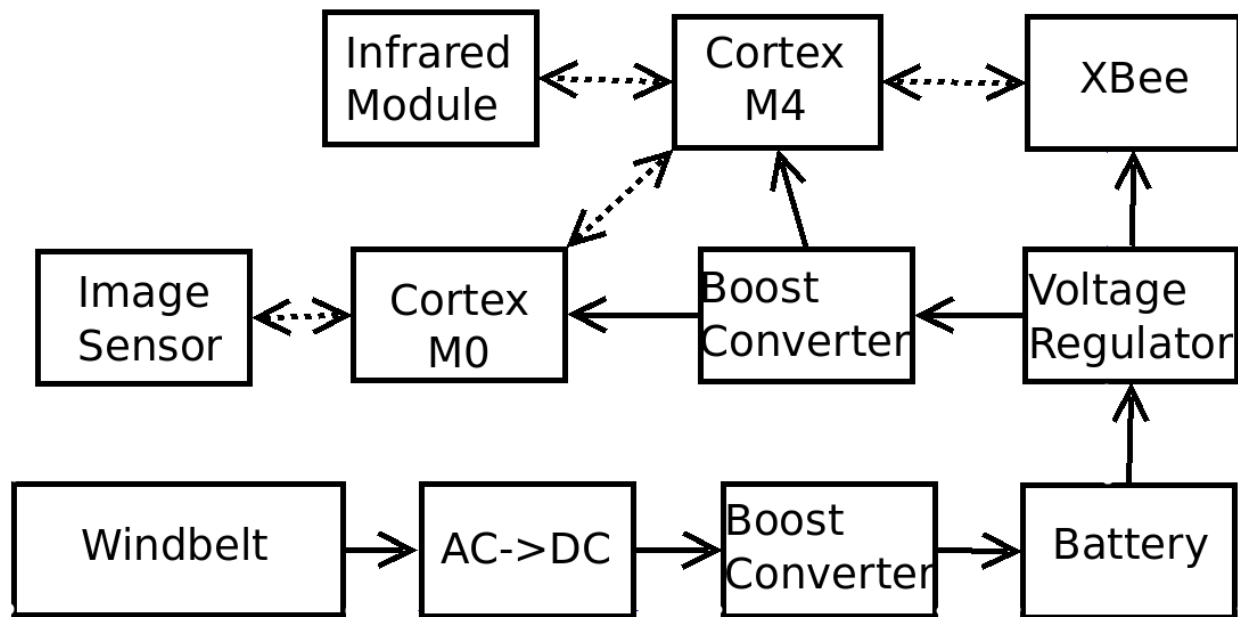 Infrared
Module
Cortex
M4
XBee
Image
Sensor
Cortex
M0
Boost
Converter
Voltage
Regulator
Windbelt
AC->DC
Boost
Converter
Battery